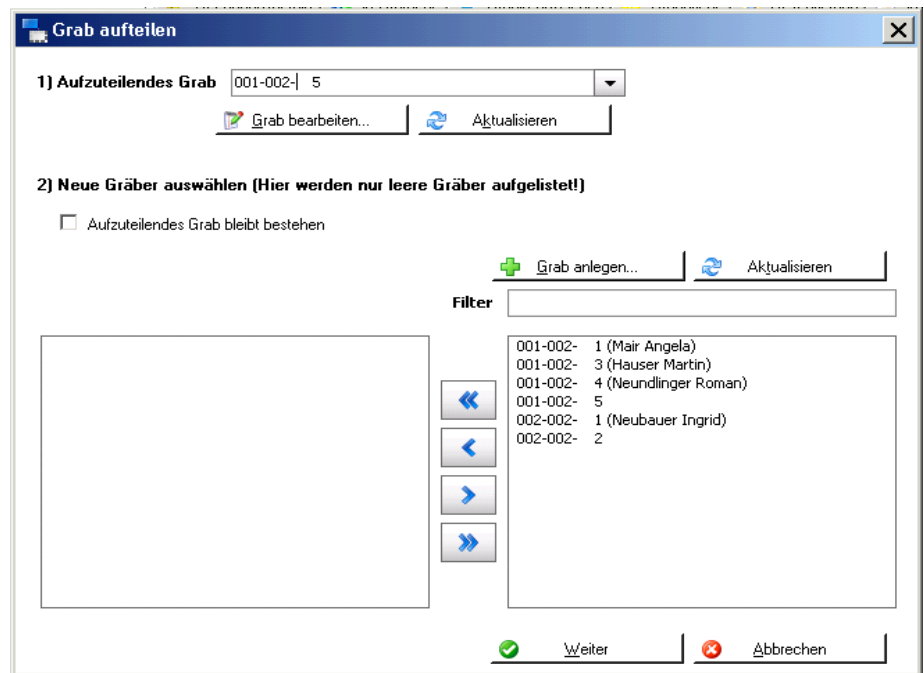 Grab aufteilen
1) Aufzuteilendes Grab 001-002- 5
Grab bearbeiten... Aktualisieren
2) Neue Gräber auswählen (Hier werden nur leere Gräber aufgelistet!)
Aufzuteilendes Grab bleibt bestehen
Grab anlegen... Aktualisieren
Filter
001-002- 1 (Mair Angela)
001-002- 3 (Hauser Martin)
001-002- 4 (Neundlinger Roman)
001-002- 5
002-002- 1 (Neubauer Ingrid)
002-002- 2
Weiter Abbrechen